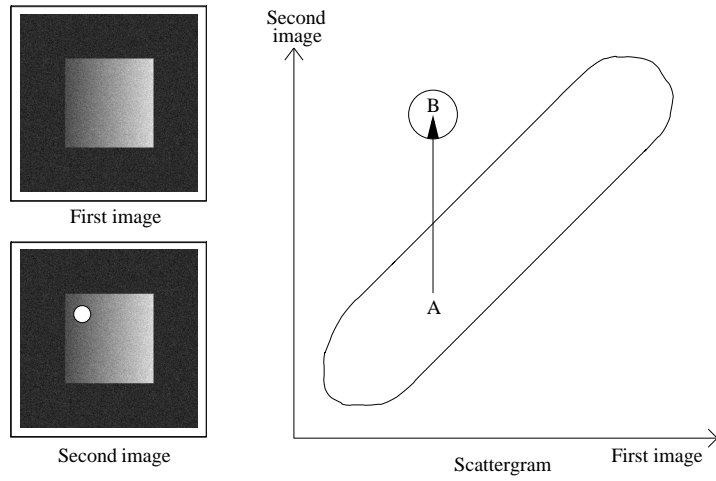 First image
Second image
Second
image
B
A
Scattergram
First image